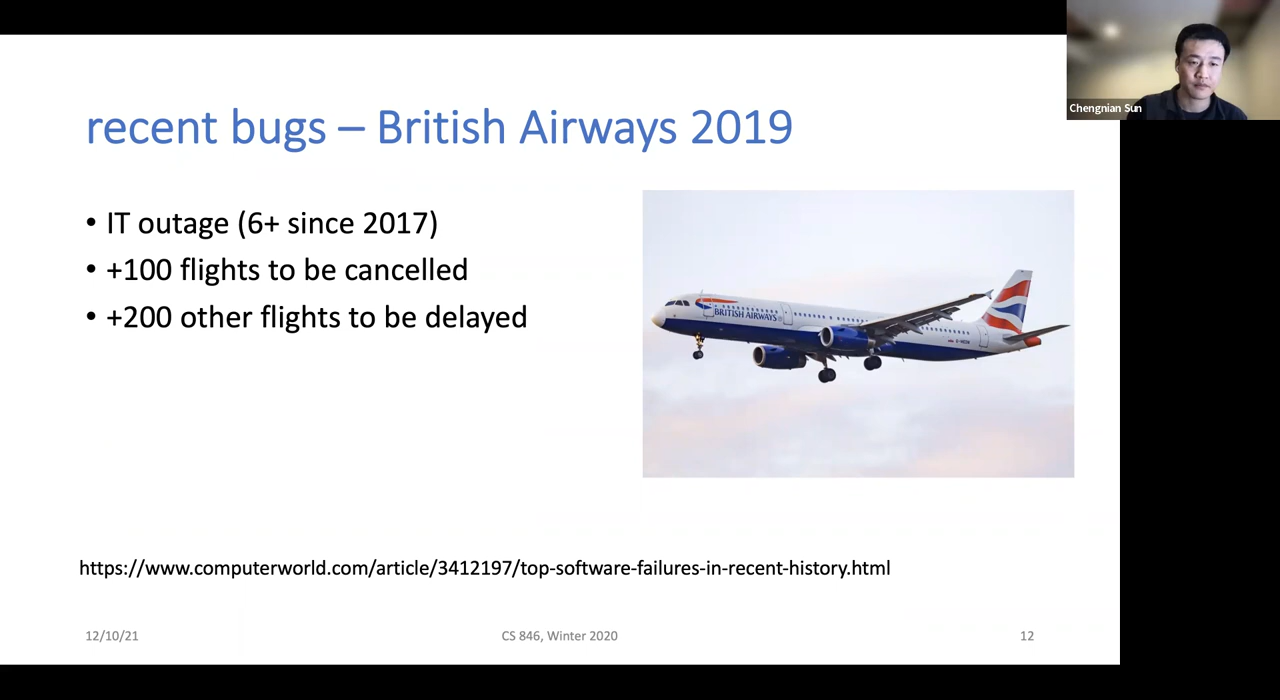 Chengnian Sun
recent bugs – British Airways 2019
• IT outage (6+ since 2017)
• +100 flights to be cancelled
• +200 other flights to be delayed
BRITISH AIRWAYS
https://www.computerworld.com/article/3412197/top-software-failures-in-recent-history.html
12/10/21
CS 846, Winter 2020
12